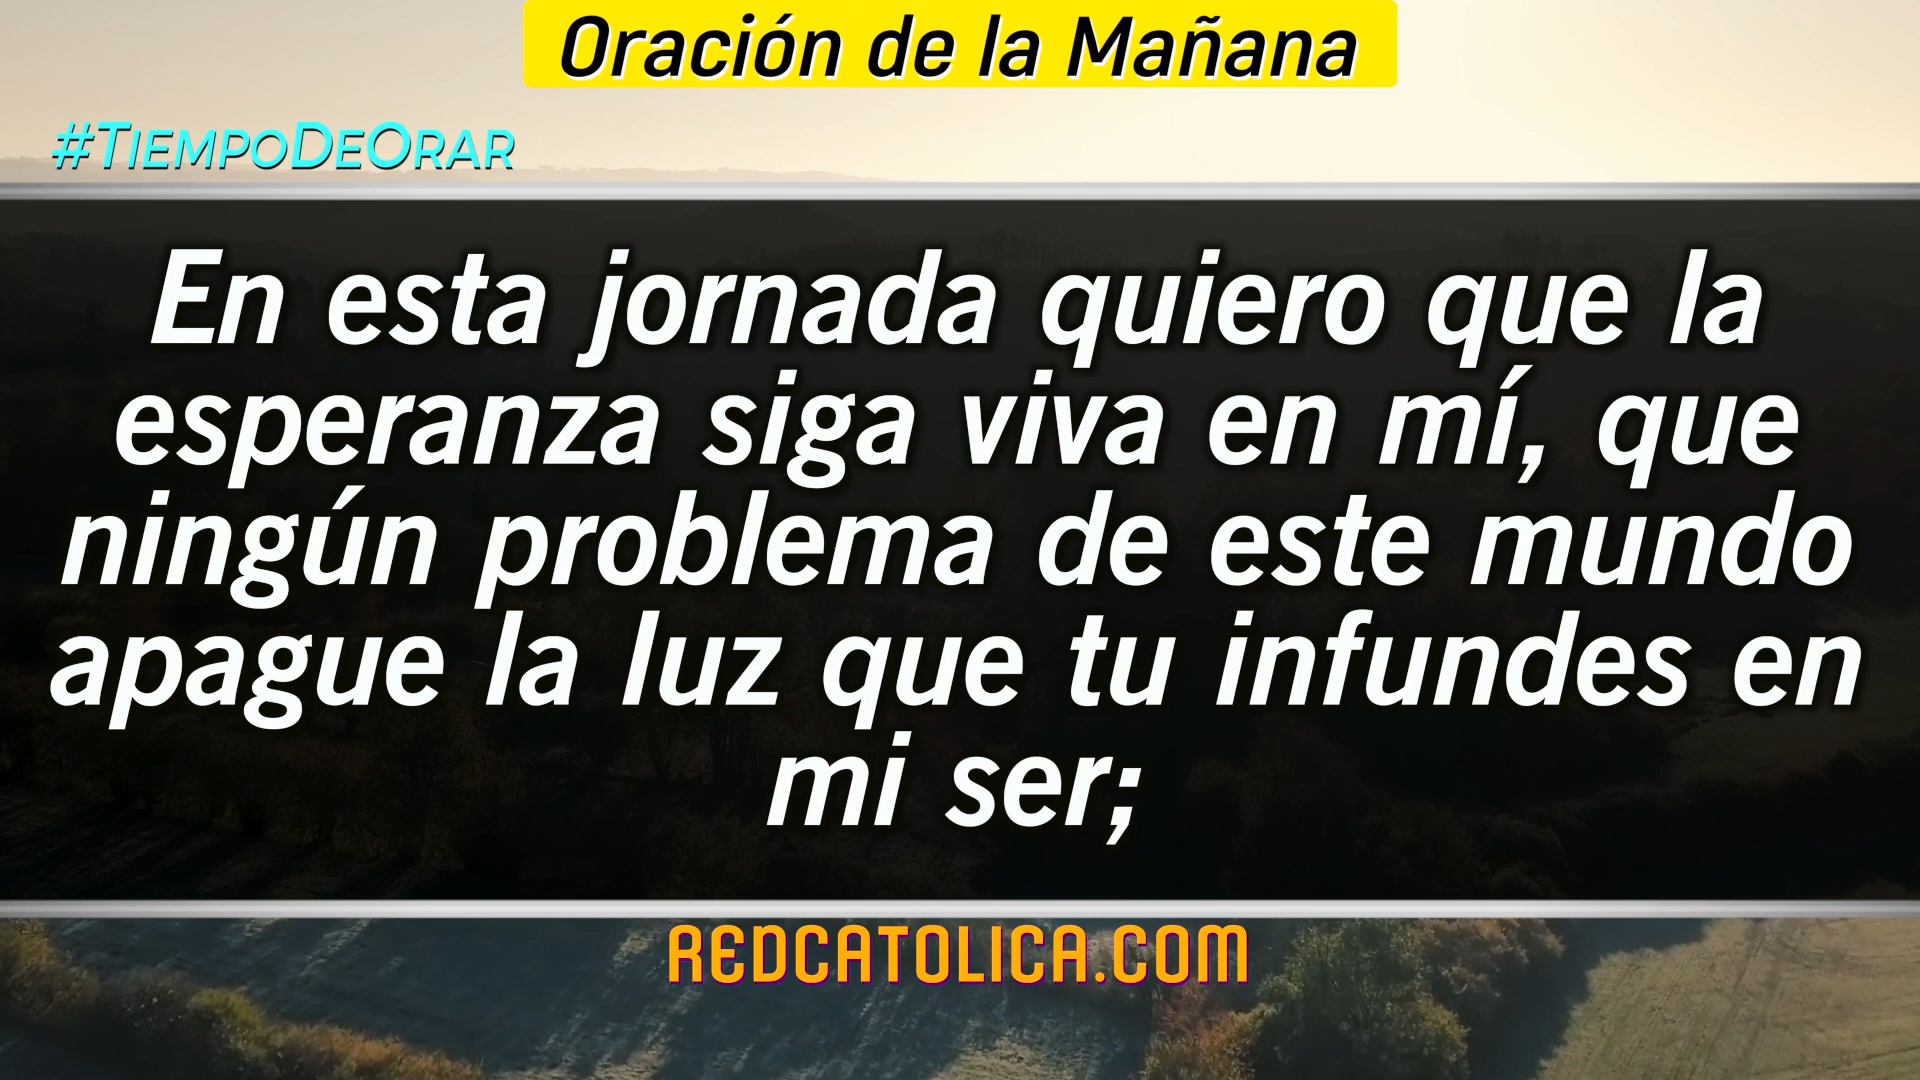 Oración de la Mañana
#TiempoDeOrar
En esta jornada quiero que la
esperanza siga viva en mí, que
ningún problema de este mundo
apague la luz que tu infundes en
mi ser;
REDCATOLICA.COM